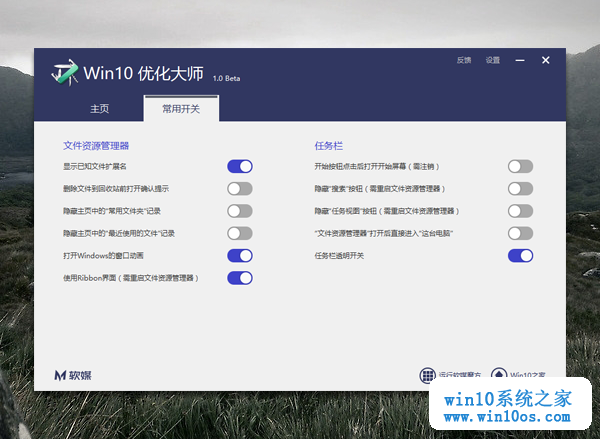 Win10 优化大师 1.0 Beta
反馈 设置
主页 常用开关
文件资源管理器
显示已知文件扩展名
删除文件到回收站前打开确认提示
隐藏主页中的"常用文件夹"记录
隐藏主页中的"最近使用的文件"记录
打开Windows的窗口动画
使用Ribbon界面（需重启文件资源管理器）
任务栏
开始按钮点击后打开开始屏幕（需注销）
隐藏"搜索"按钮（需重启文件资源管理器）
隐藏"任务视图"按钮（需重启文件资源管理器）
"文件资源管理器"打开后直接进入"这台电脑"
任务栏透明开关
软媒
运行软媒魔方 Win10之家
win10系统之家
www.win10os.com